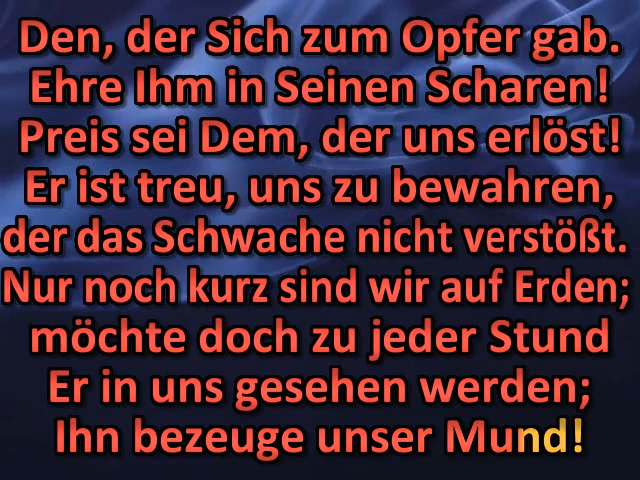 Den, der Sich zum Opfer gab.
Ehre Ihm in Seinen Scharen!
Preis sei Dem, der uns erlöst!
Er ist treu, uns zu bewahren,
der das Schwache nicht verstößt.
Nur noch kurz sind wir auf Erden;
möchte doch zu jeder Stund
Er in uns gesehen werden;
Ihn bezeuge unser Mund!